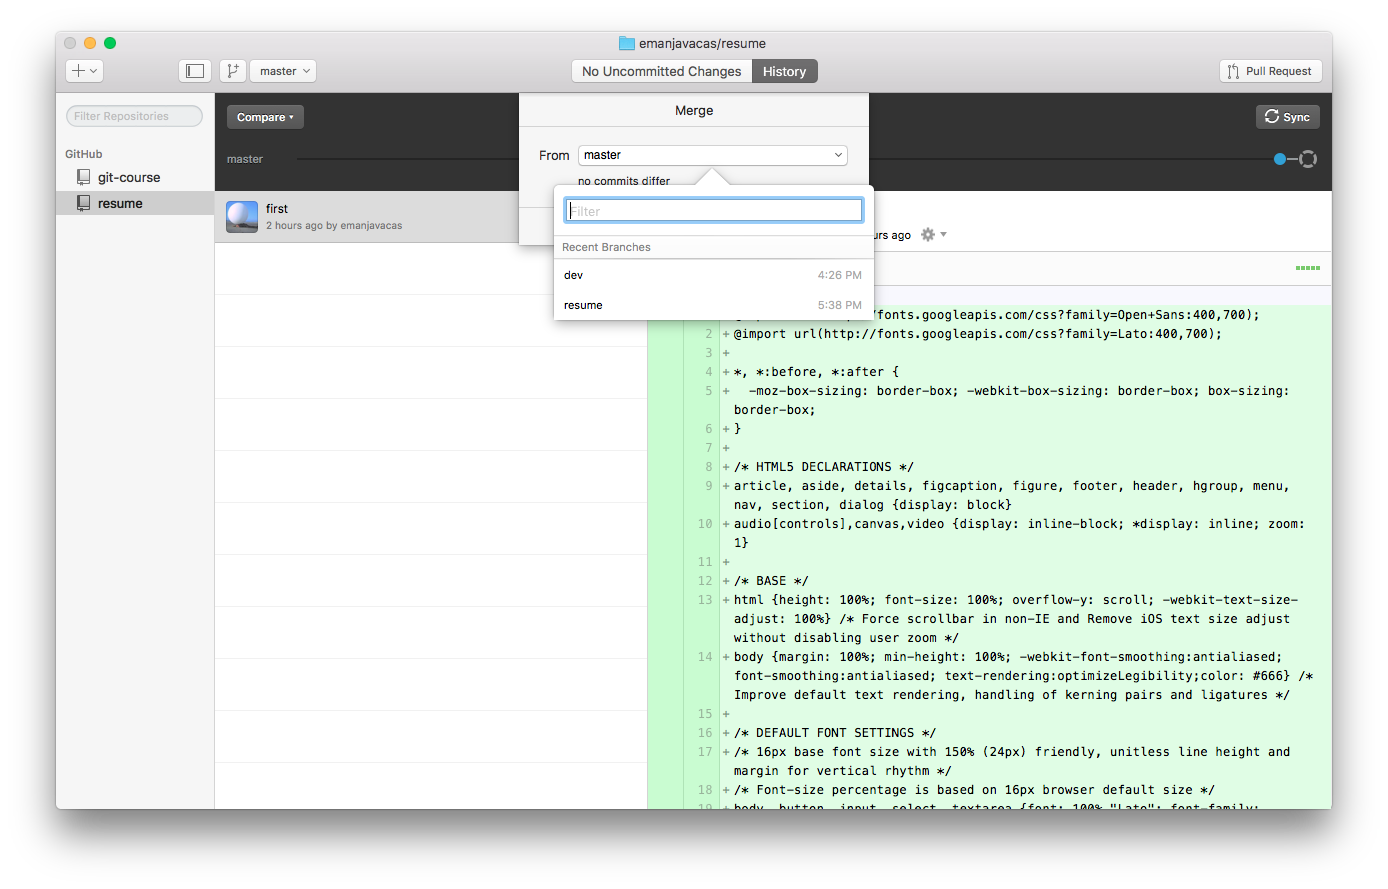 emanjavacas/resume
master
No Uncommitted Changes
History
Pull Request
Filter Repositories
GitHub
git-course
resume
Compare
Sync
master
Merge
From master
no commits differ
Filter
Recent Branches
dev 4:26 PM
resume 5:38 PM
first
2 hours ago by emanjavacas
urs ago
/fonts.googleapis.com/css?family=Open+Sans:400,700);
2 +@import url(http://fonts.googleapis.com/css?family=Lato:400,700);
3 +
4 +*, *:before, *:after {
5 +  -moz-box-sizing: border-box; -webkit-box-sizing: border-box; box-sizing:
border-box;
6 +}
7 +
8 +/* HTML5 DECLARATIONS */
9 +article, aside, details, figcaption, figure, footer, header, hgroup, menu,
nav, section, dialog {display: block}
10 +audio[controls],canvas,video {display: inline-block; *display: inline; zoom:
1}
11 +
12 +/* BASE */
13 +html {height: 100%; font-size: 100%; overflow-y: scroll; -webkit-text-size-
adjust: 100%} /* Force scrollbar in non-IE and Remove iOS text size adjust
without disabling user zoom */
14 +body {margin: 100%; min-height: 100%; -webkit-font-smoothing:antialiased;
font-smoothing:antialiased; text-rendering:optimizeLegibility;color: #666} /*
Improve default text rendering, handling of kerning pairs and ligatures */
15 +
16 +/* DEFAULT FONT SETTINGS */
17 +/* 16px base font size with 150% (24px) friendly, unitless line height and
margin for vertical rhythm */
18 +/* Font-size percentage is based on 16px browser default size */
19 +body, button, input, select, textarea {font: 100% "Lato"; font-family: